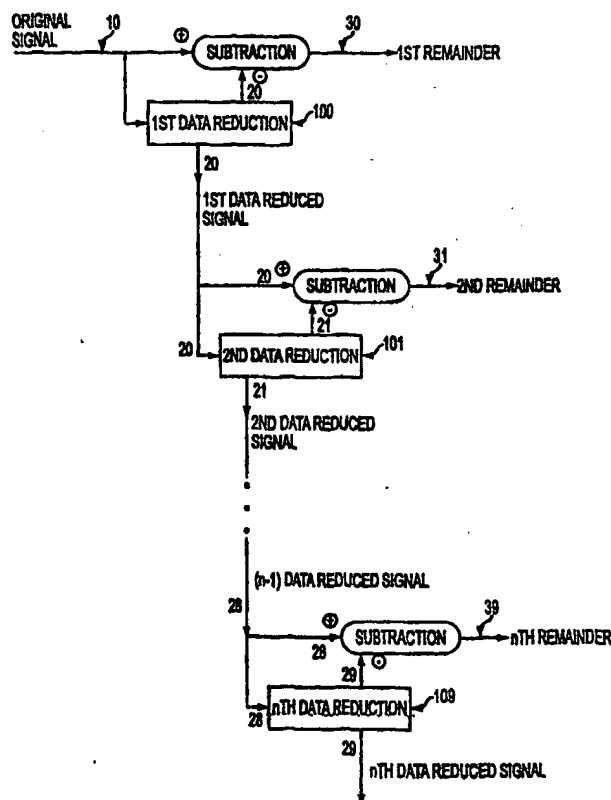 ORIGINAL
SIGNAL
10
⊕
SUBTRACTION
30
1ST REMAINDER
⊖
20
1ST DATA REDUCTION
100
20
1ST DATA REDUCED
SIGNAL
20
⊕
SUBTRACTION
31
2ND REMAINDER
⊖
21
20
2ND DATA REDUCTION
101
21
2ND DATA REDUCED
SIGNAL
(n-1) DATA REDUCED SIGNAL
28
⊕
28
SUBTRACTION
39
nTH REMAINDER
⊖
29
28
nTH DATA REDUCTION
109
29
nTH DATA REDUCED SIGNAL